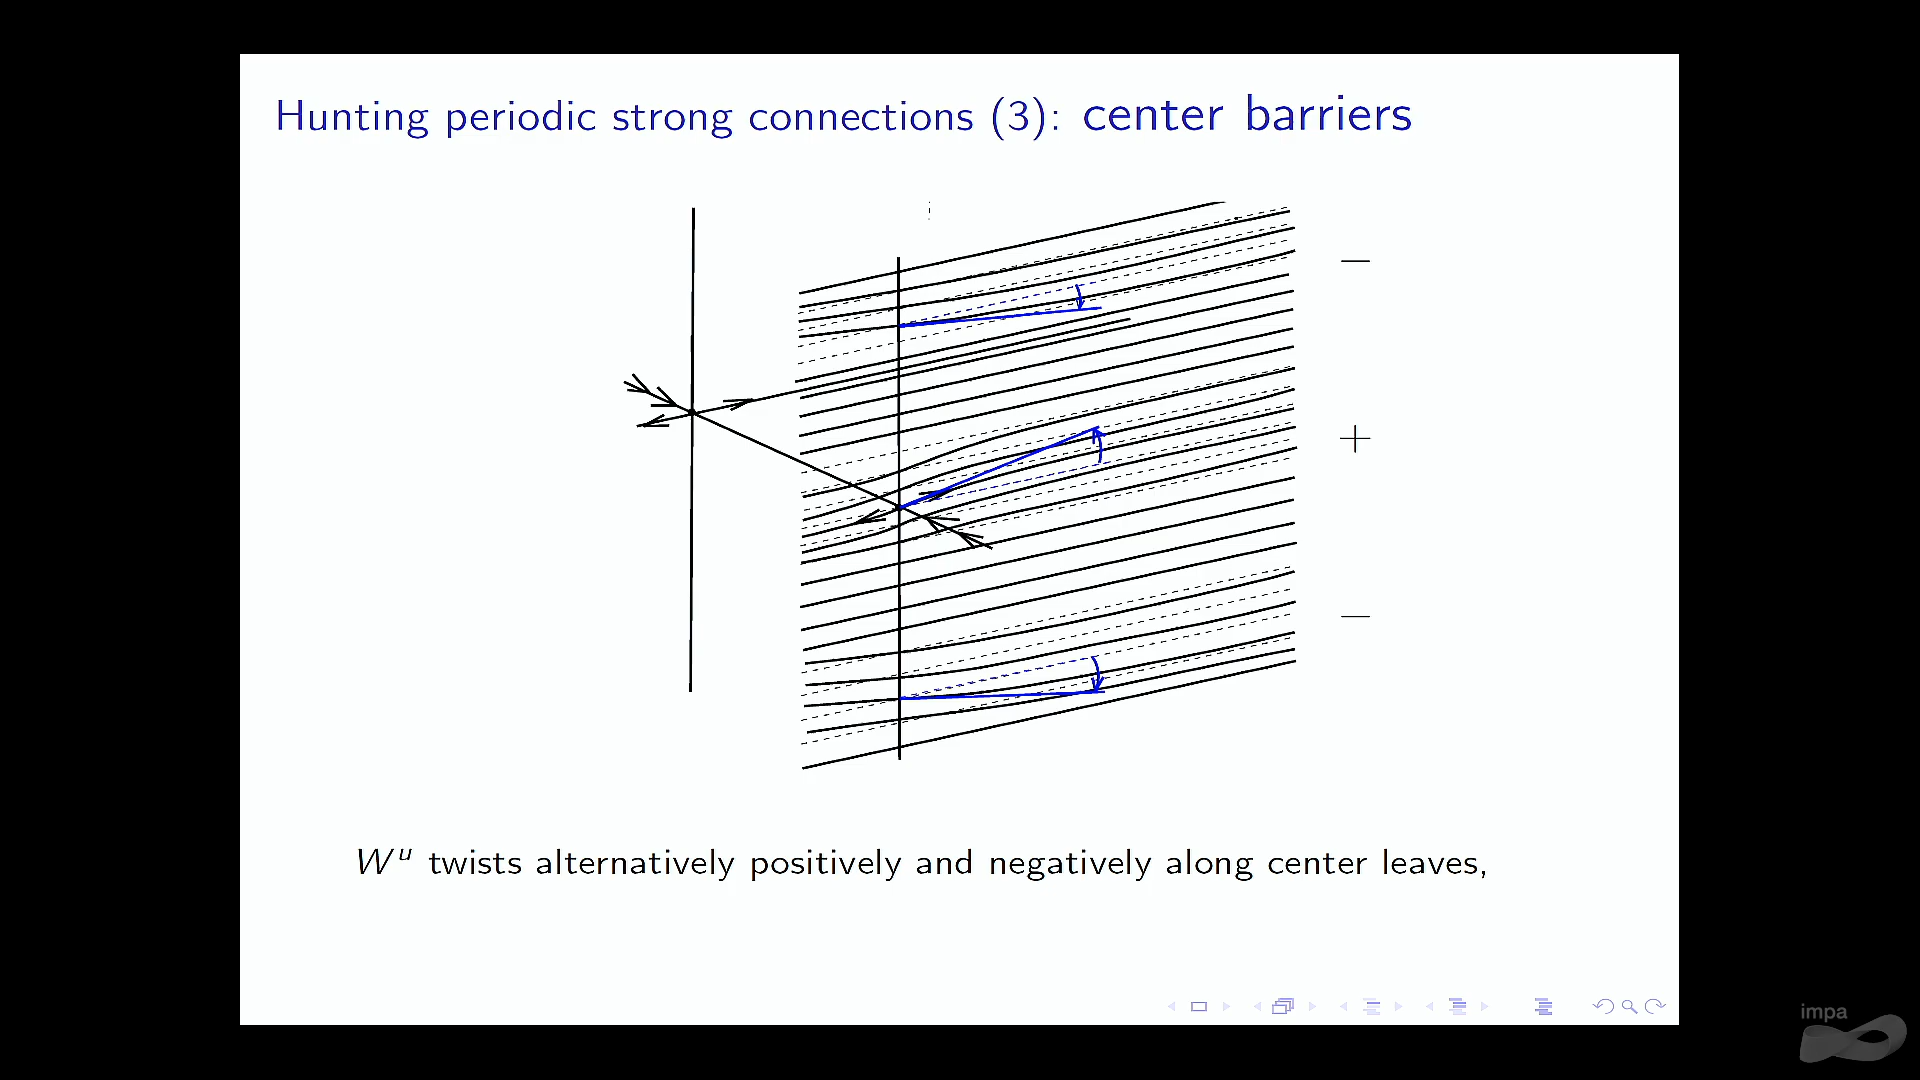 Hunting periodic strong connections (3): center barriers
−
+
−
W^u twists alternatively positively and negatively along center leaves,
impa